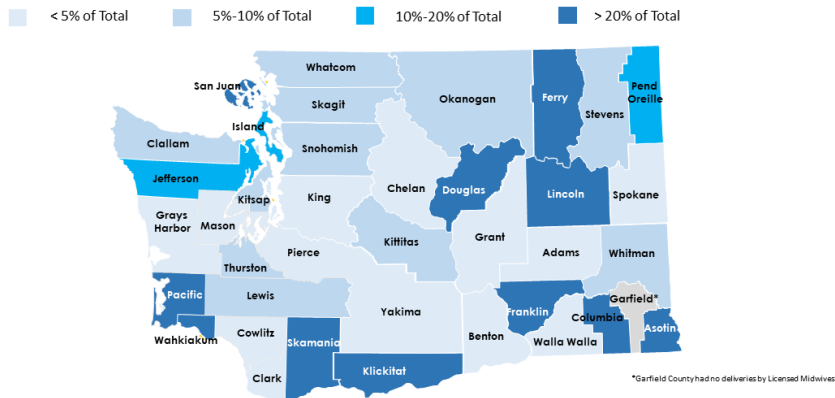 < 5% of Total
5%-10% of Total
10%-20% of Total
> 20% of Total
Whatcom
San Juan
Skagit
Okanogan
Ferry
Stevens
Pend
Oreille
Island
Clallam
Snohomish
Jefferson
Chelan
Douglas
Lincoln
Spokane
Kitsap
King
Grays
Harbor
Mason
Grant
Kittitas
Pierce
Adams
Whitman
Thurston
Pacific
Lewis
Garfield*
Yakima
Franklin
Columbia
Asotin
Wahkiakum
Cowlitz
Skamania
Benton
Walla Walla
Klickitat
Clark
*Garfield County had no deliveries by Licensed Midwives